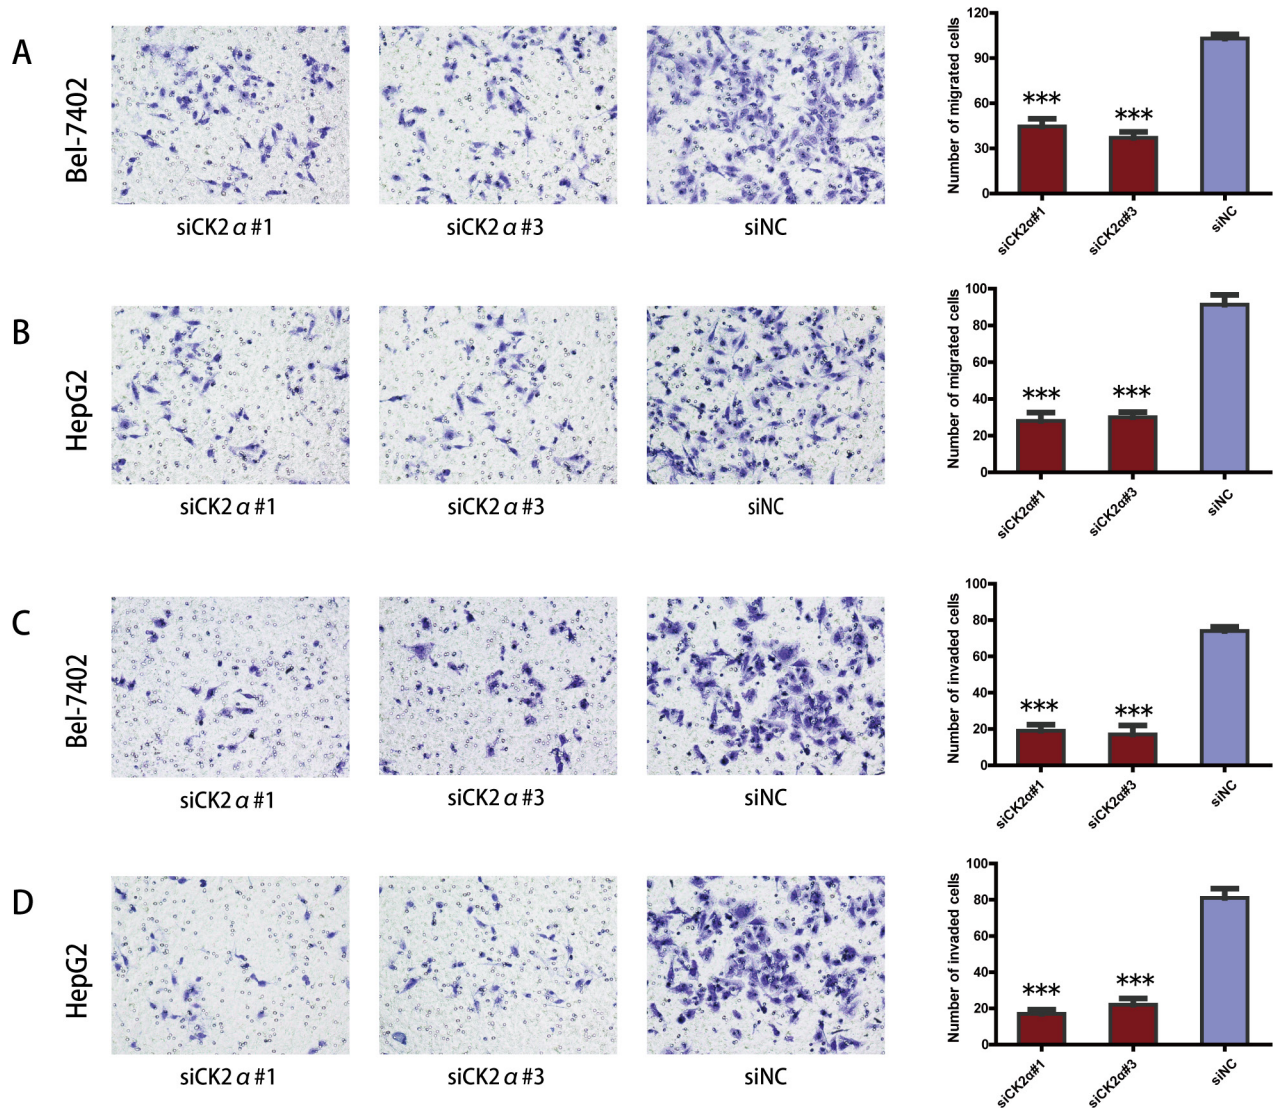 A
Bel-7402
siCK2α#1
siCK2α#3
siNC
Number of migrated cells
120
90
60
30
0
***
***
siCK2α#1
siCK2α#3
siNC
B
HepG2
siCK2α#1
siCK2α#3
siNC
Number of migrated cells
100
80
60
40
20
0
***
***
siCK2α#1
siCK2α#3
siNC
C
Bel-7402
siCK2α#1
siCK2α#3
siNC
Number of invaded cells
100
80
60
40
20
0
***
***
siCK2α#1
siCK2α#3
siNC
D
HepG2
siCK2α#1
siCK2α#3
siNC
Number of invaded cells
100
80
60
40
20
0
***
***
siCK2α#1
siCK2α#3
siNC